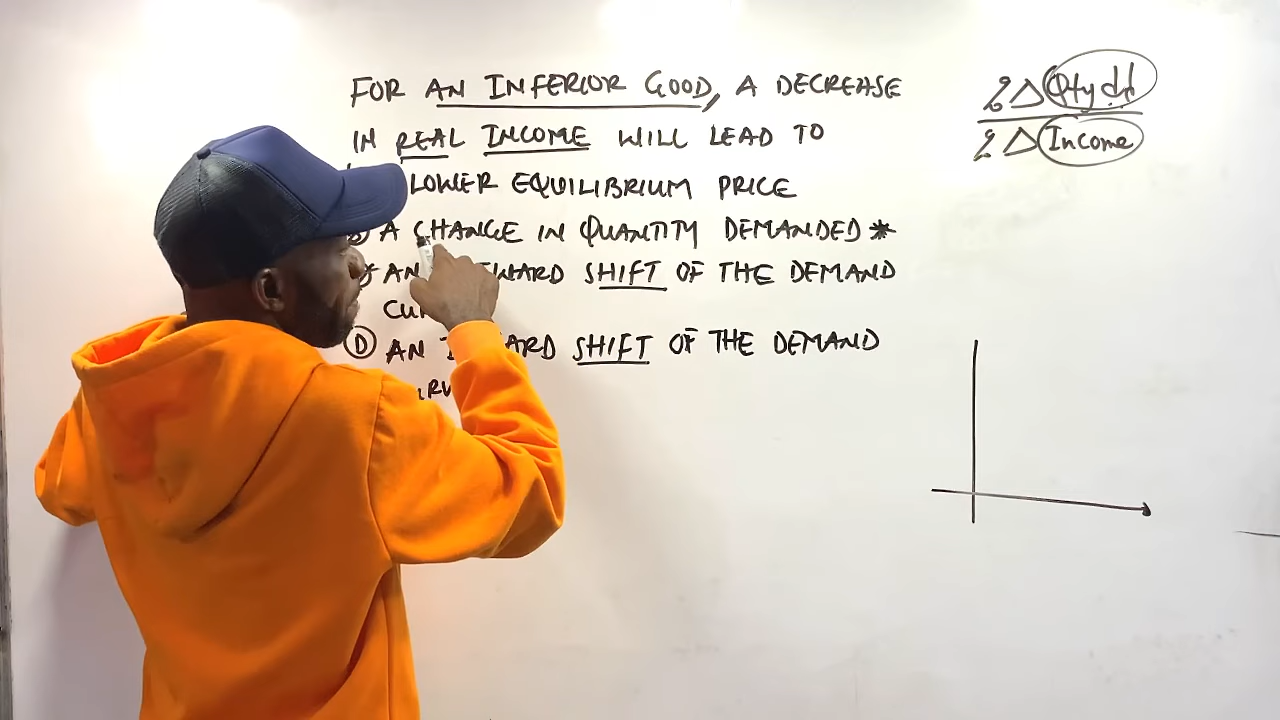 FOR AN INFERIOR GOOD, A DECREASE
IN REAL INCOME WILL LEAD TO
LOWER EQUILIBRIUM PRICE
A CHANGE IN QUANTITY DEMANDED *
AN SHIFT OF THE DEMAND
D AN SHIFT OF THE DEMAND
% Δ Qty dd
% Δ Income